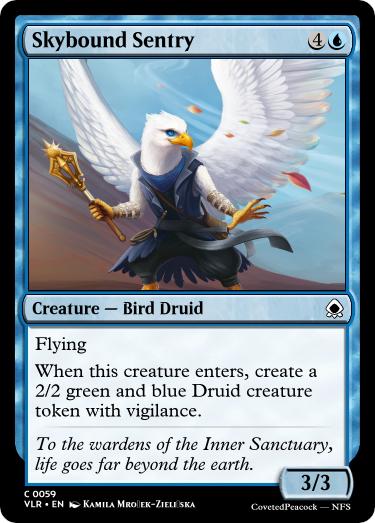 Skybound Sentry 4
Creature — Bird Druid
Flying
When this creature enters, create a
2/2 green and blue Druid creature
token with vigilance.
To the wardens of the Inner Sanctuary,
life goes far beyond the earth.
3/3
C 0059
VLR • EN Kamila Mro
CovetedPeacock — NFS